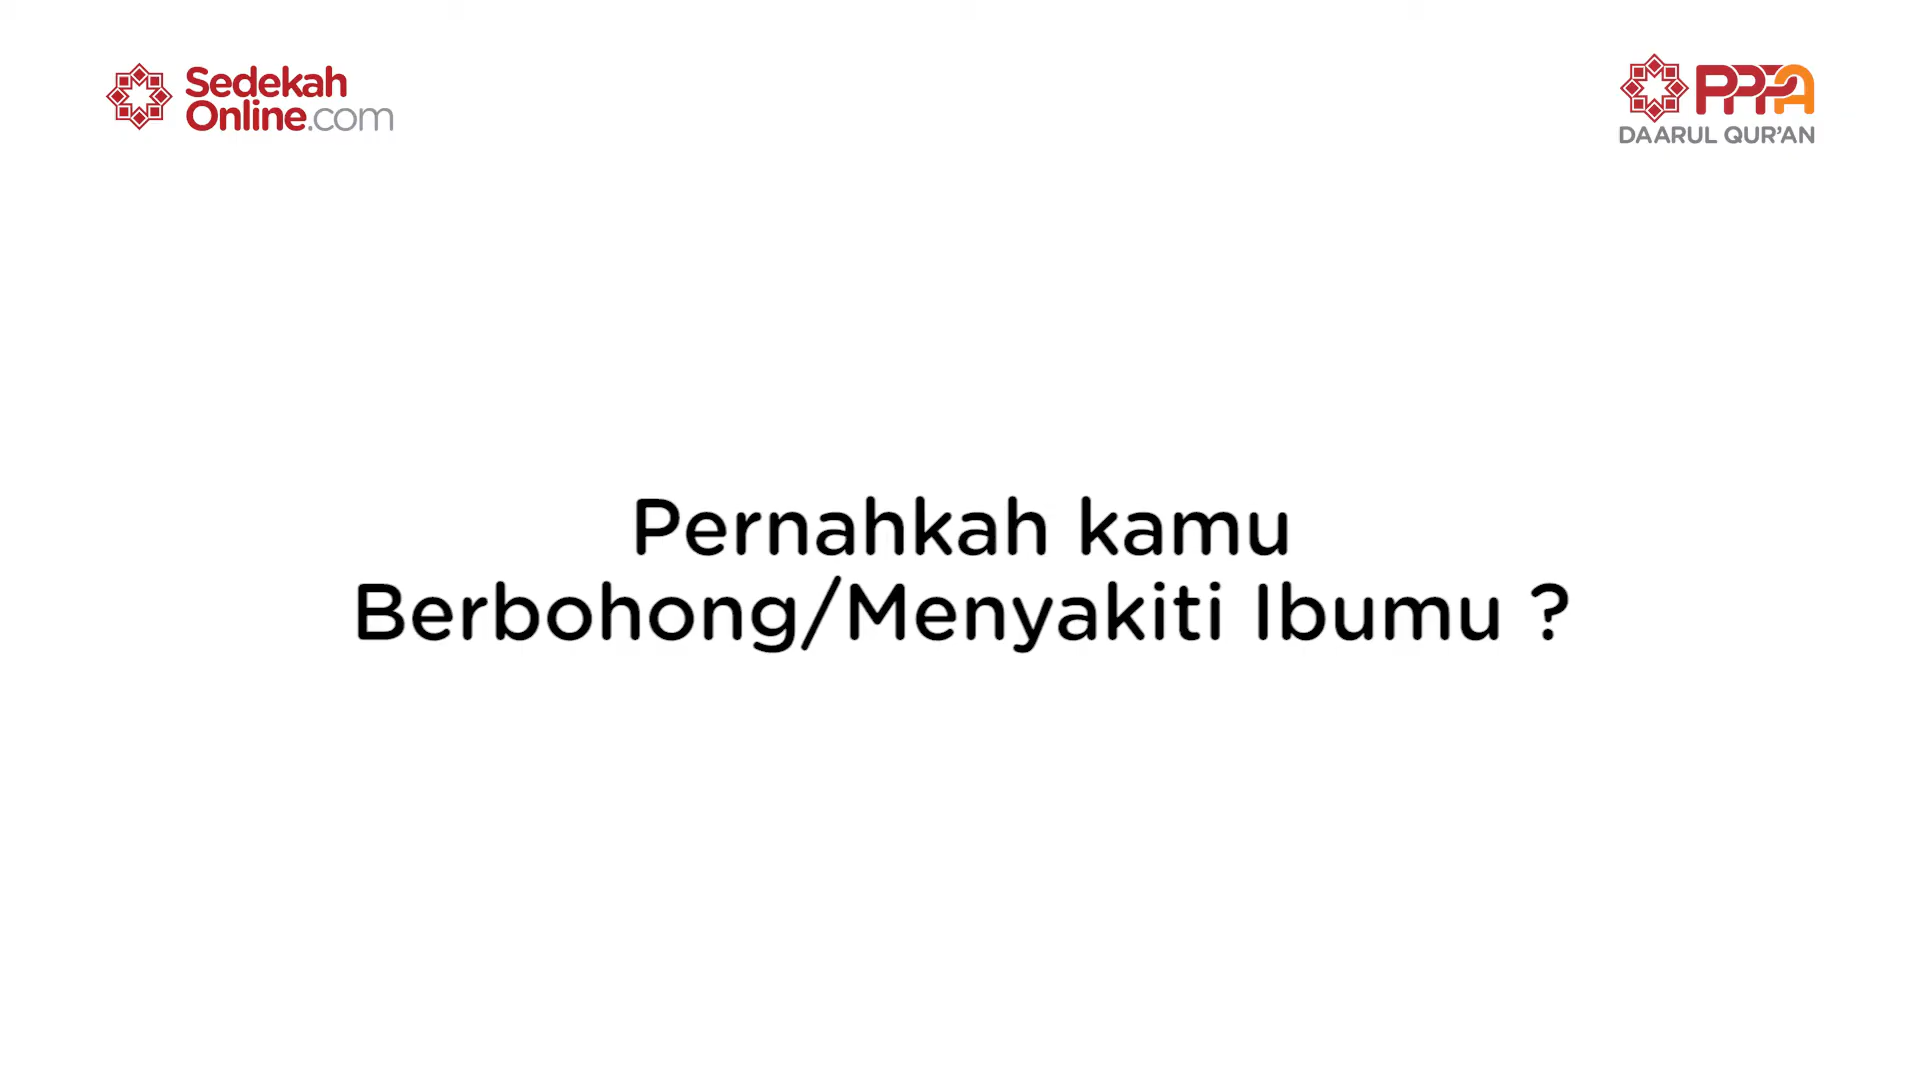 Sedekah
Online.com
PPPA
DAARUL QUR'AN
Pernahkah kamu
Berbohong/Menyakiti Ibumu ?